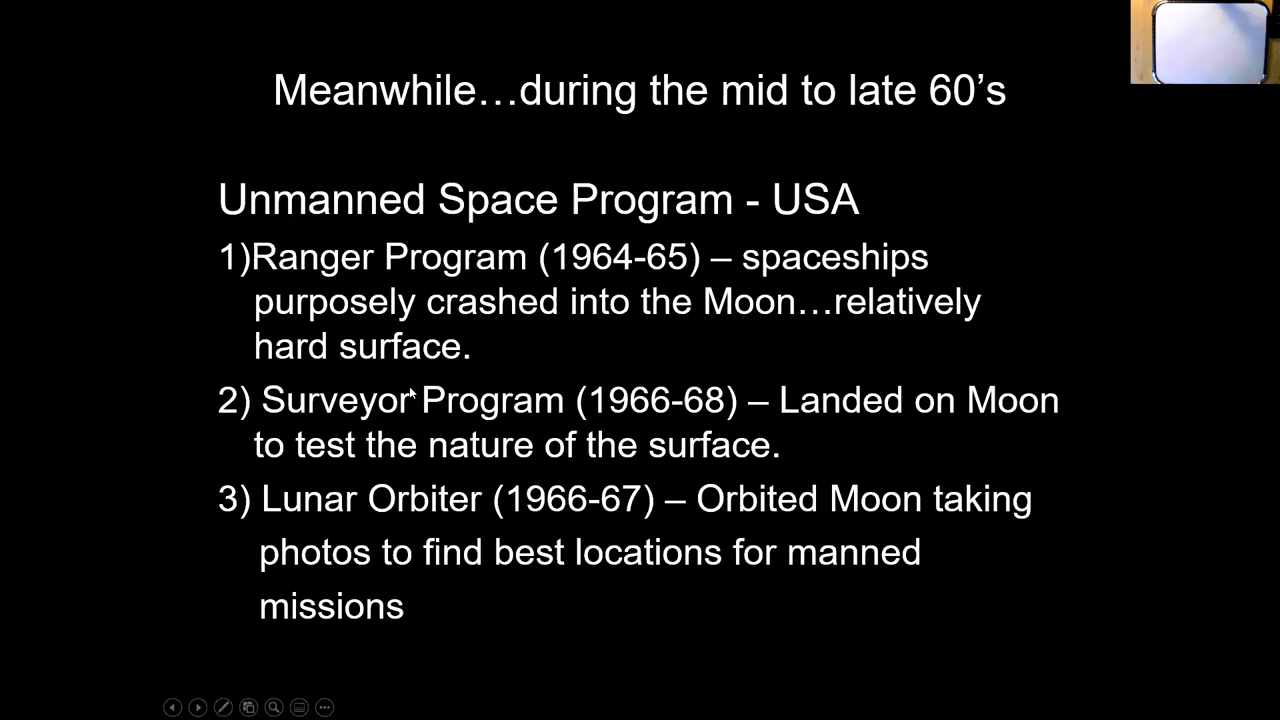 Meanwhile…during the mid to late 60’s
Unmanned Space Program - USA
1)Ranger Program (1964-65) – spaceships
purposely crashed into the Moon…relatively
hard surface.
2) Surveyor Program (1966-68) – Landed on Moon
to test the nature of the surface.
3) Lunar Orbiter (1966-67) – Orbited Moon taking
photos to find best locations for manned
missions